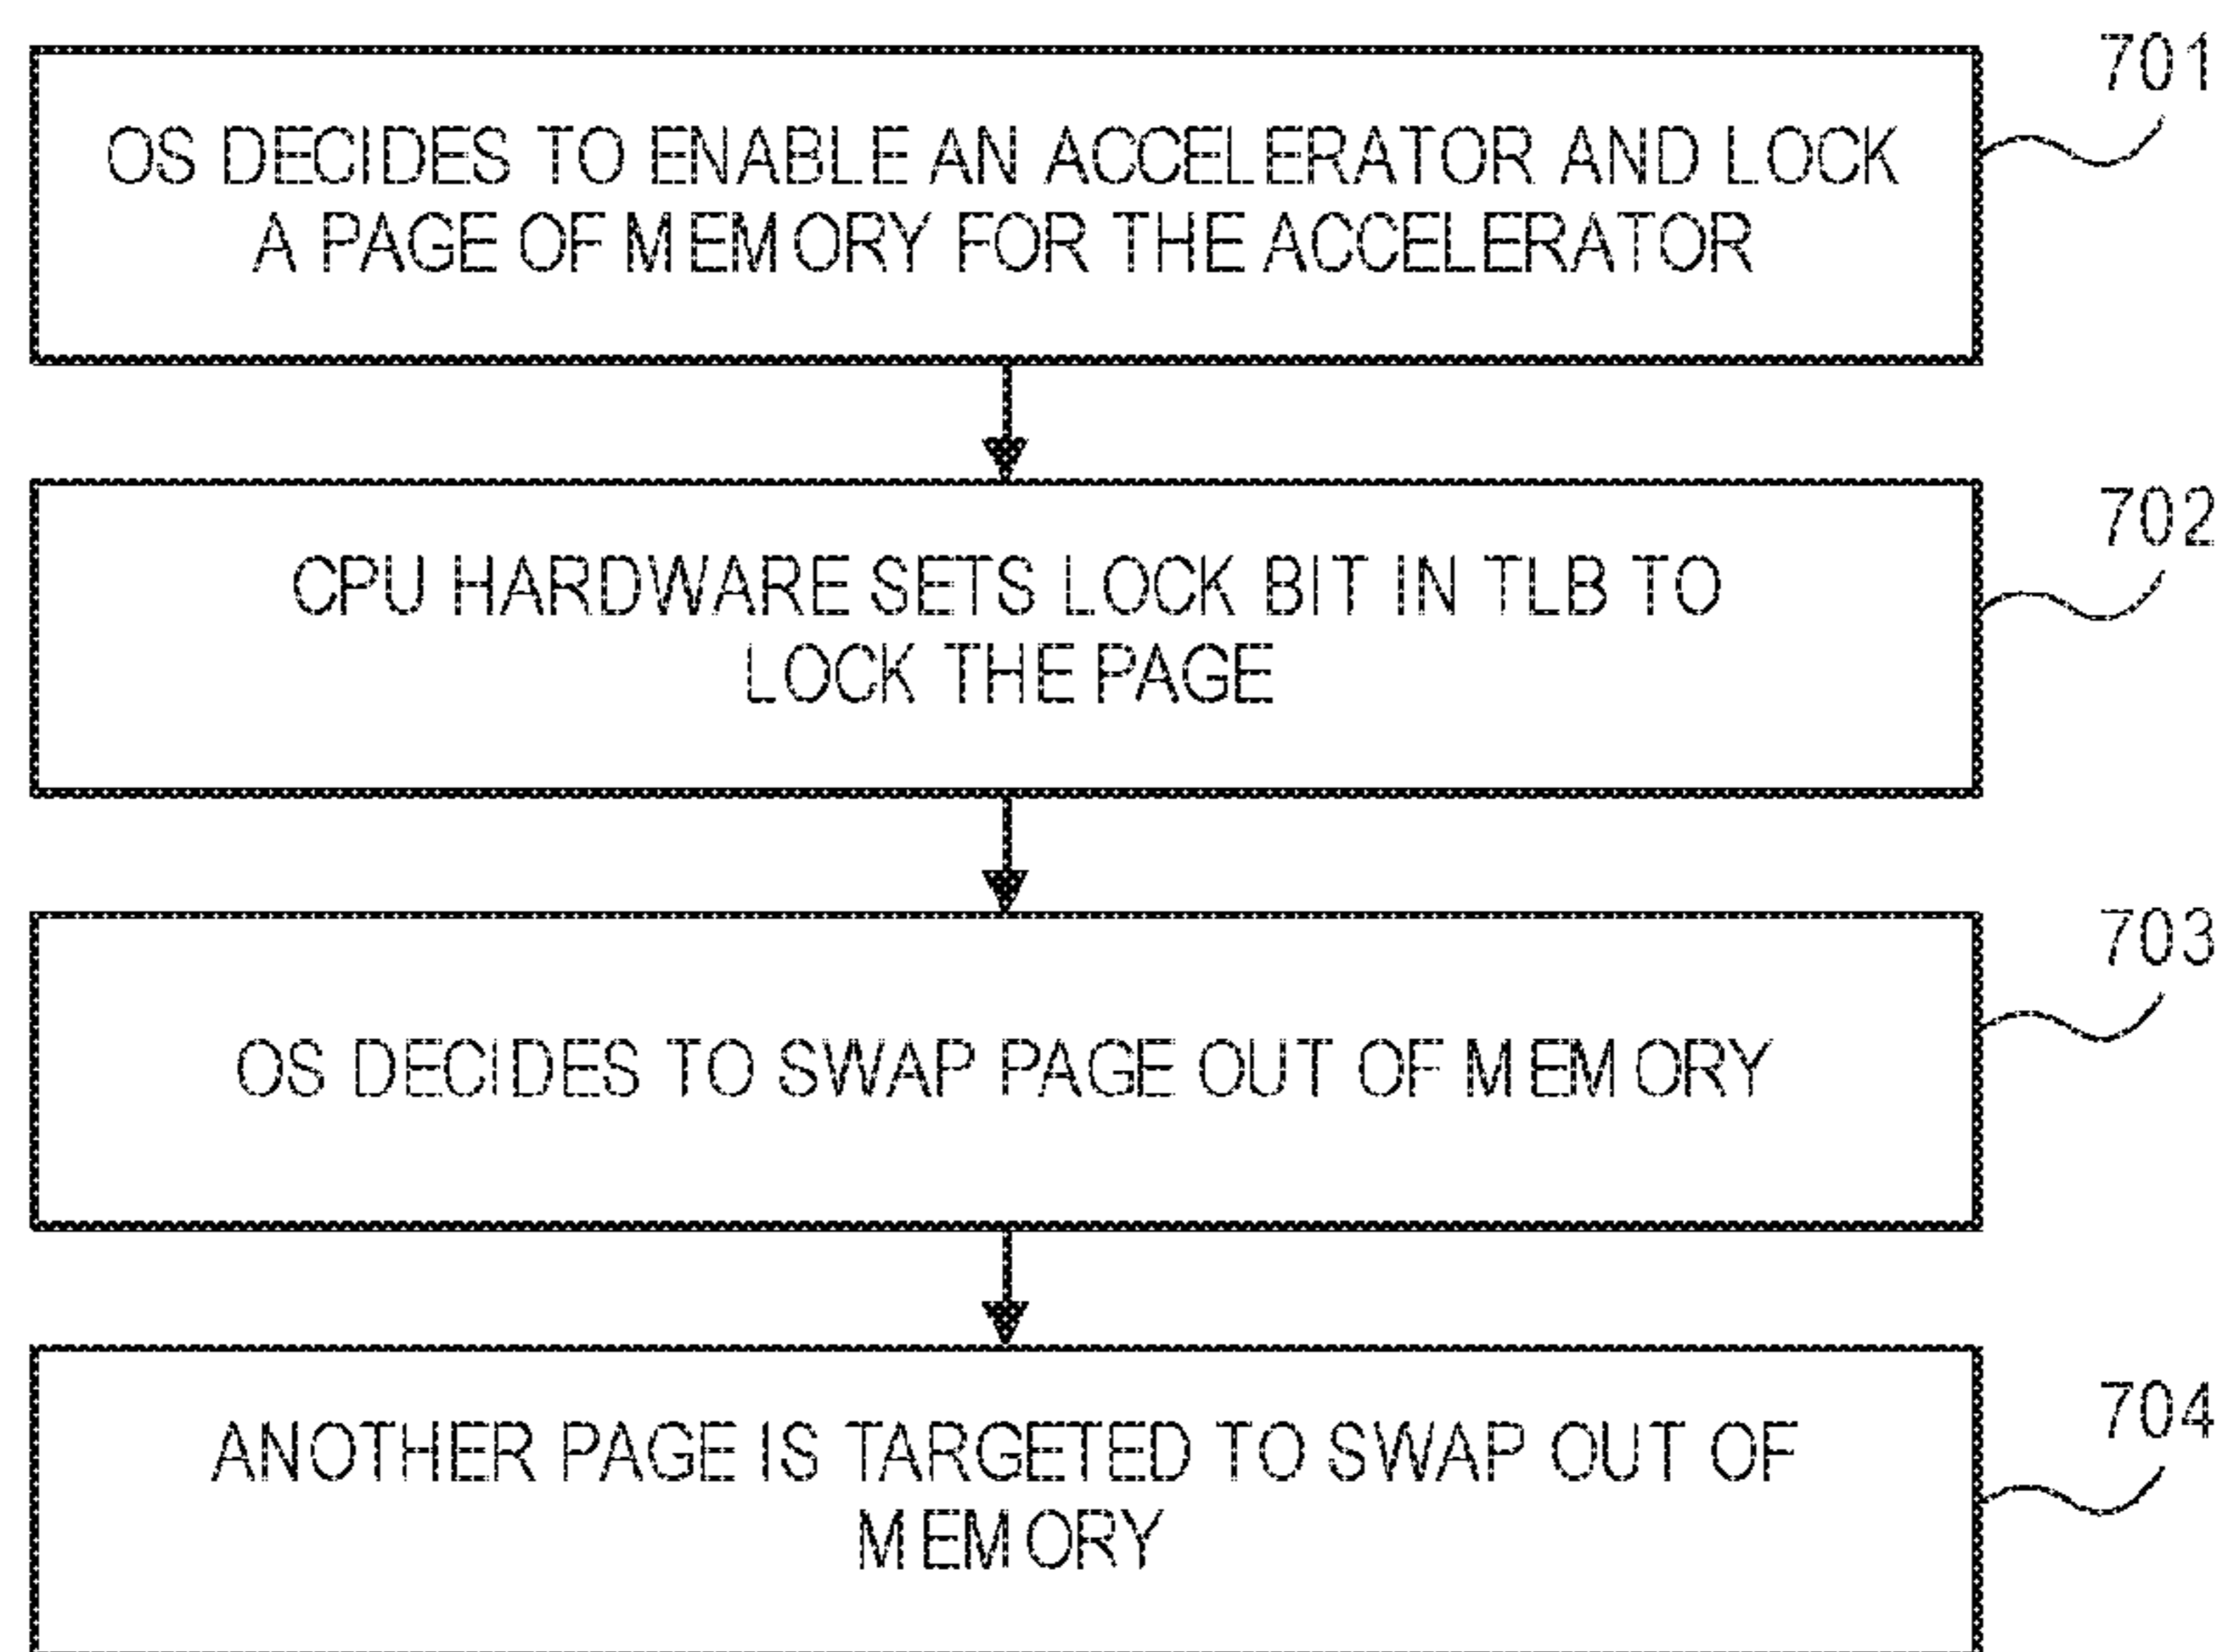 701
OS DECIDES TO ENABLE AN ACCELERATOR AND LOCK
A PAGE OF MEMORY FOR THE ACCELERATOR
702
CPU HARDWARE SETS LOCK BIT IN TLB TO
LOCK THE PAGE
703
OS DECIDES TO SWAP PAGE OUT OF MEMORY
704
ANOTHER PAGE IS TARGETED TO SWAP OUT OF
MEMORY